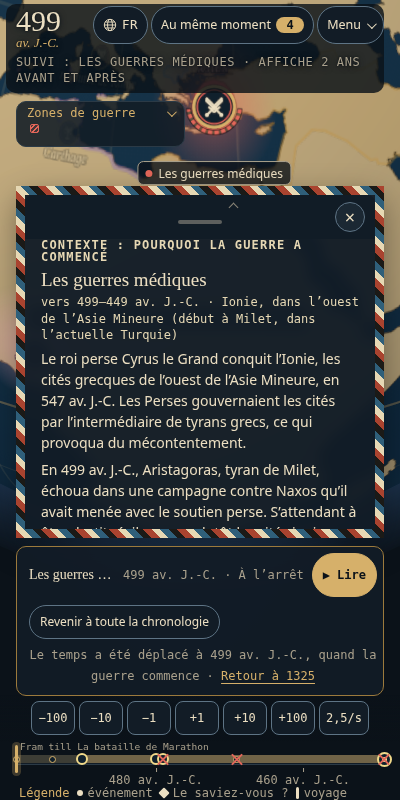 499
av. J.-C.
FR
Au même moment 4
Menu
SUIVI : LES GUERRES MÉDIQUES · AFFICHE 2 ANS
AVANT ET APRÈS
Zones de guerre
Carthage
Les guerres médiques
CONTEXTE : POURQUOI LA GUERRE A
COMMENCÉ
Les guerres médiques
vers 499–449 av. J.-C. · Ionie, dans l’ouest
de l’Asie Mineure (début à Milet, dans
l’actuelle Turquie)
Le roi perse Cyrus le Grand conquit l’Ionie, les
cités grecques de l’ouest de l’Asie Mineure, en
547 av. J.-C. Les Perses gouvernaient les cités
par l’intermédiaire de tyrans grecs, ce qui
provoqua du mécontentement.
En 499 av. J.-C., Aristagoras, tyran de Milet,
échoua dans une campagne contre Naxos qu’il
avait menée avec le soutien perse. S’attendant à
Les guerres … 499 av. J.-C. · À l’arrêt
▶ Lire
Revenir à toute la chronologie
Le temps a été déplacé à 499 av. J.-C., quand la
guerre commence · Retour à 1325
−100 −10 −1 +1 +10 +100 2,5/s
Fram till La bataille de Marathon
480 av. J.-C. 460 av. J.-C.
Légende événement Le saviez-vous ? voyage